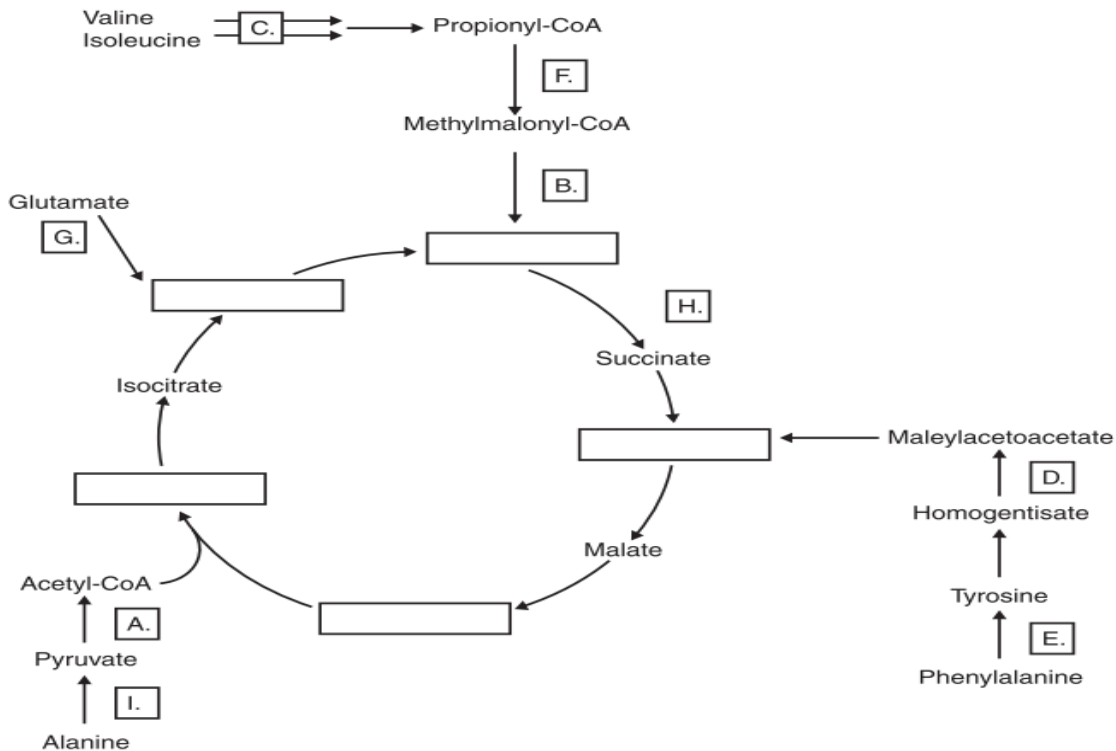 Valine
Isoleucine
C.
Propionyl-CoA
F.
Methylmalonyl-CoA
B.
Glutamate
G.
H.
Succinate
Isocitrate
Maleylacetoacetate
D.
Homogentisate
Malate
Acetyl-CoA
Tyrosine
A.
E.
Pyruvate
Phenylalanine
I.
Alanine